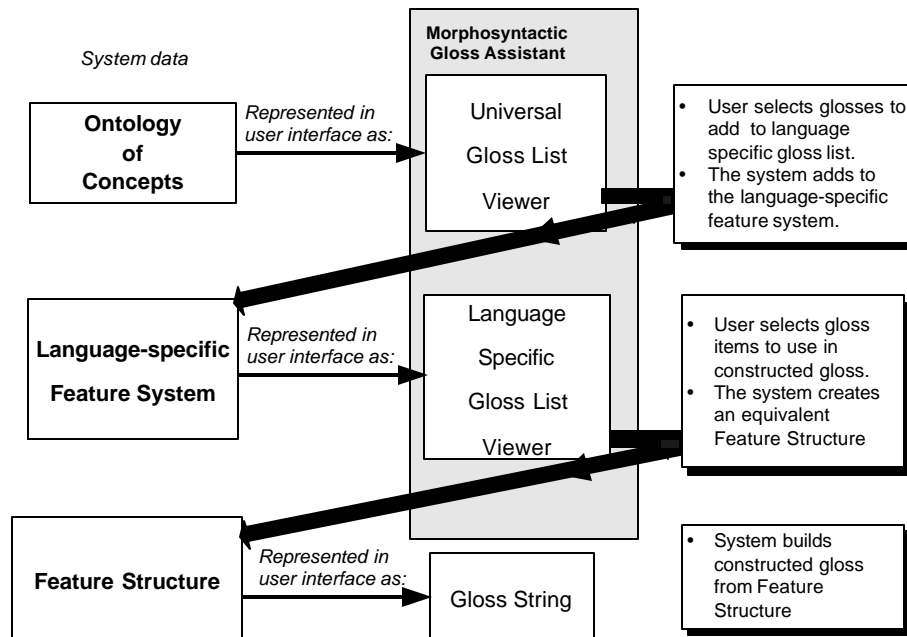 System data
Morphosyntactic
Gloss Assistant
Ontology
of
Concepts
Represented in
user interface as:
Universal
Gloss List
Viewer
• User selects glosses to
add to language
specific gloss list.
• The system adds to
the language-specific
feature system.
Language-specific
Feature System
Represented in
user interface as:
Language
Specific
Gloss List
Viewer
• User selects gloss
items to use in
constructed gloss.
• The system creates
an equivalent
Feature Structure
Feature Structure
Represented in
user interface as:
Gloss String
• System builds
constructed gloss
from Feature
Structure